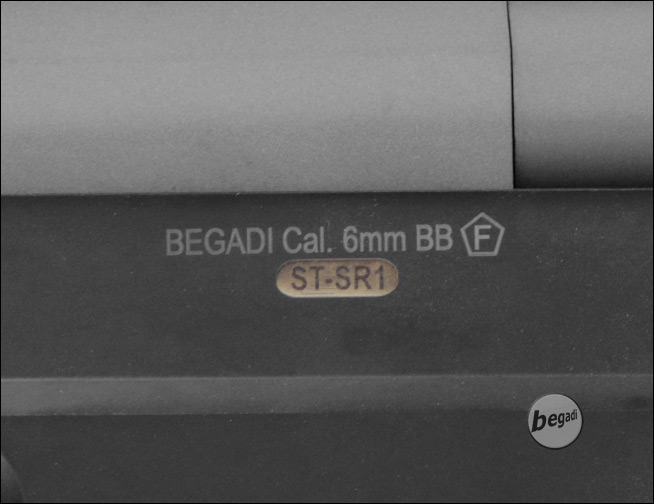 BEGADI Cal. 6mm BB F
ST-SR1
begadi